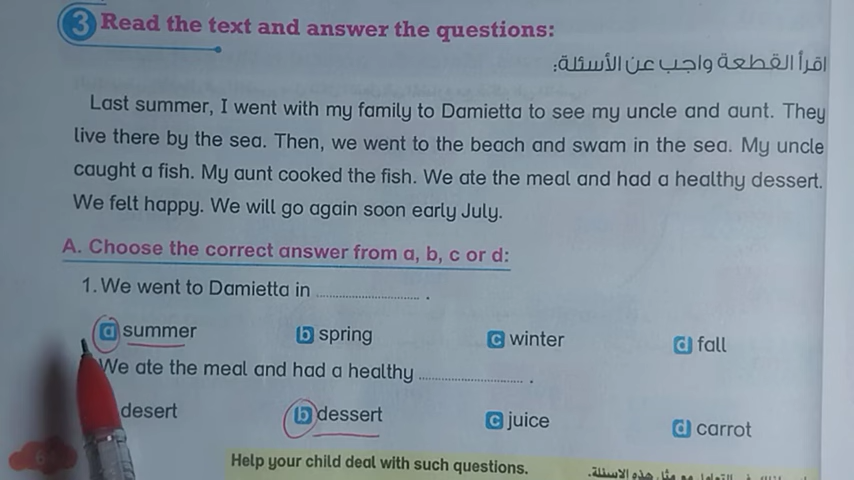 3 Read the text and answer the questions:
اقرأ القطعة واجب عن الأسئلة:
Last summer, I went with my family to Damietta to see my uncle and aunt. They
live there by the sea. Then, we went to the beach and swam in the sea. My uncle
caught a fish. My aunt cooked the fish. We ate the meal and had a healthy dessert.
We felt happy. We will go again soon early July.
A. Choose the correct answer from a, b, c or d:
1. We went to Damietta in .............................. .
a summer b spring c winter d fall
We ate the meal and had a healthy .............................. .
desert b dessert c juice d carrot
Help your child deal with such questions.
مع مثل هذه الاسئلة.